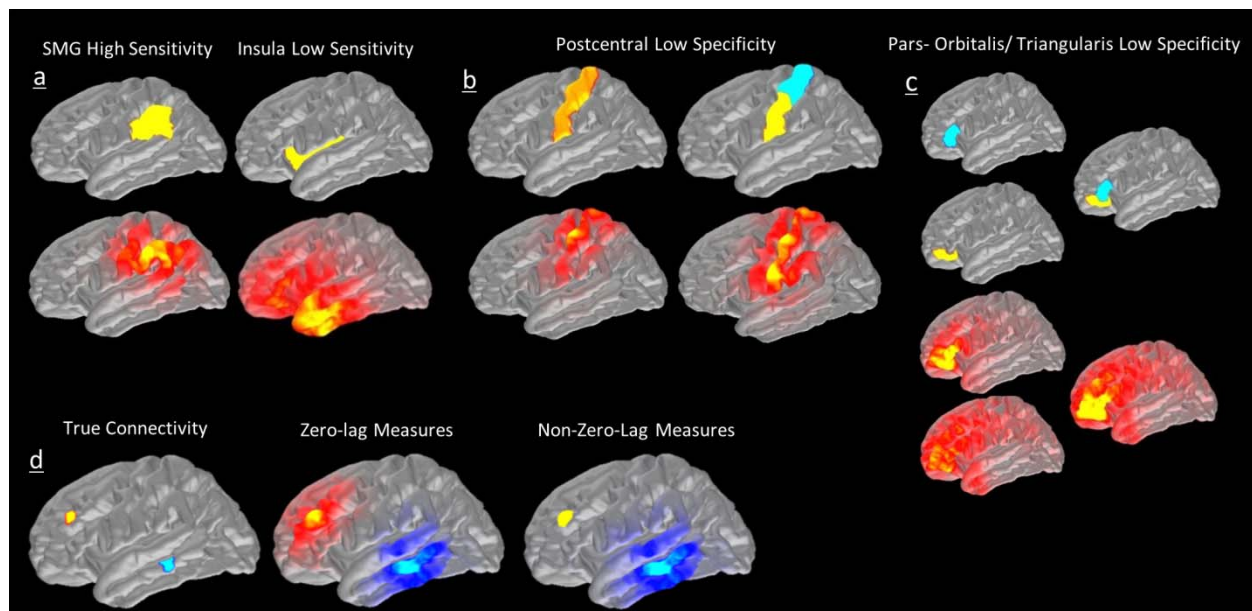 SMG High Sensitivity
Insula Low Sensitivity
a
Postcentral Low Specificity
b
Pars- Orbitalis/ Triangularis Low Specificity
c
True Connectivity
Zero-lag Measures
Non-Zero-Lag Measures
d